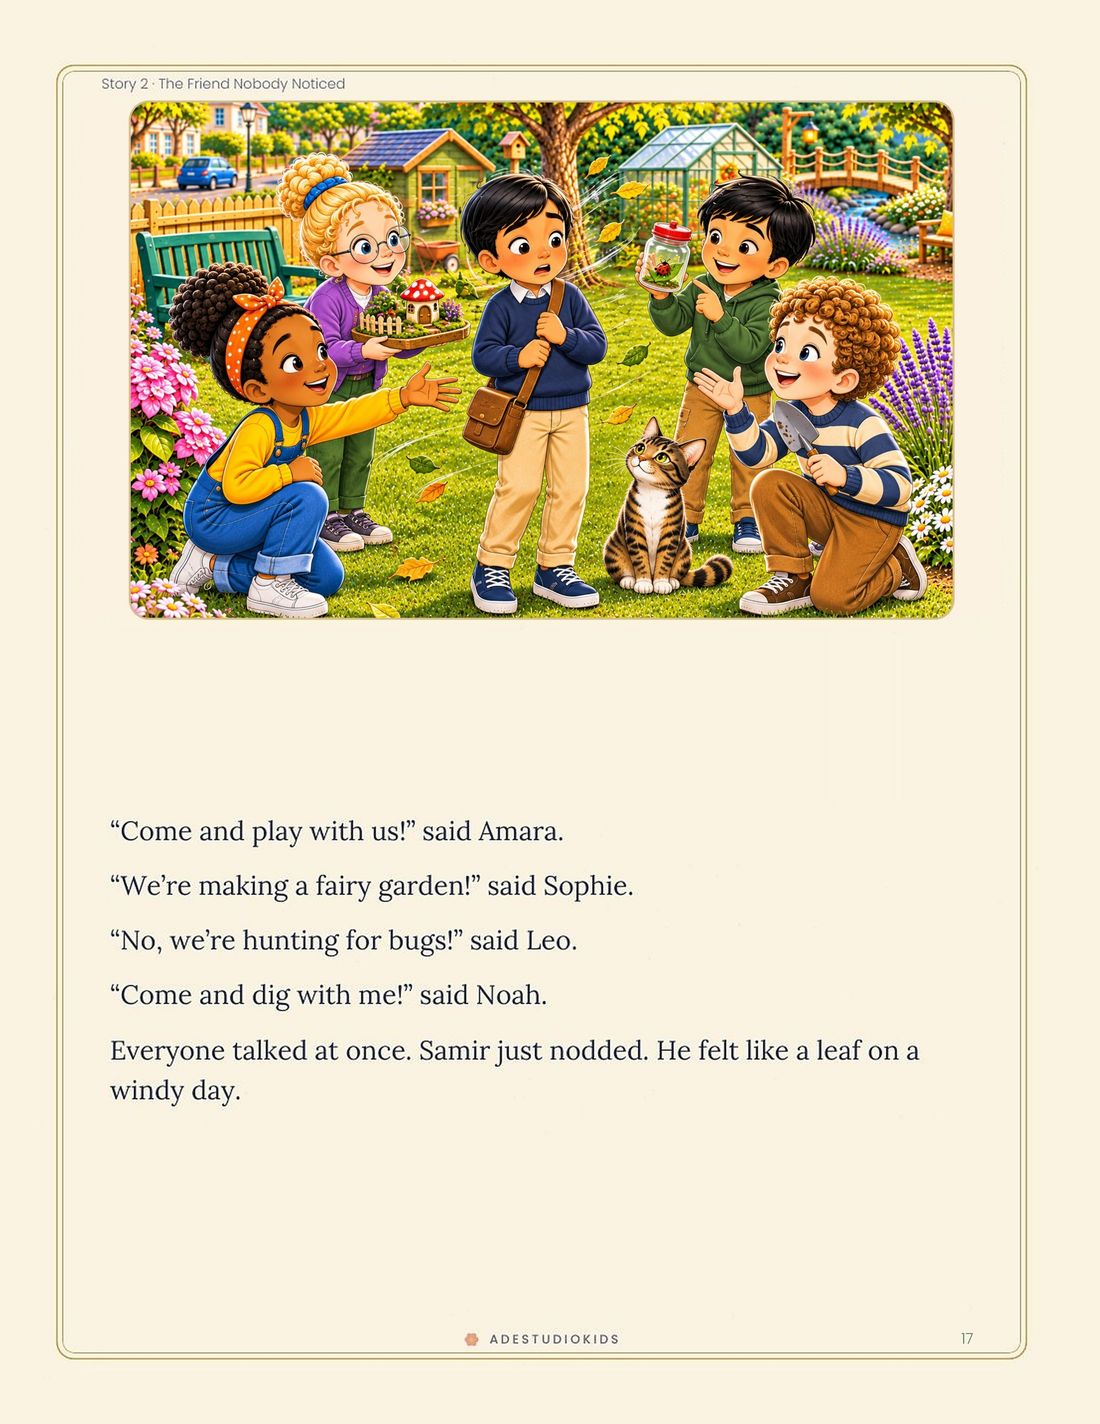 Story 2 · The Friend Nobody Noticed
“Come and play with us!” said Amara.
“We’re making a fairy garden!” said Sophie.
“No, we’re hunting for bugs!” said Leo.
“Come and dig with me!” said Noah.
Everyone talked at once. Samir just nodded. He felt like a leaf on a
windy day.
ADESTUDIOKIDS
17